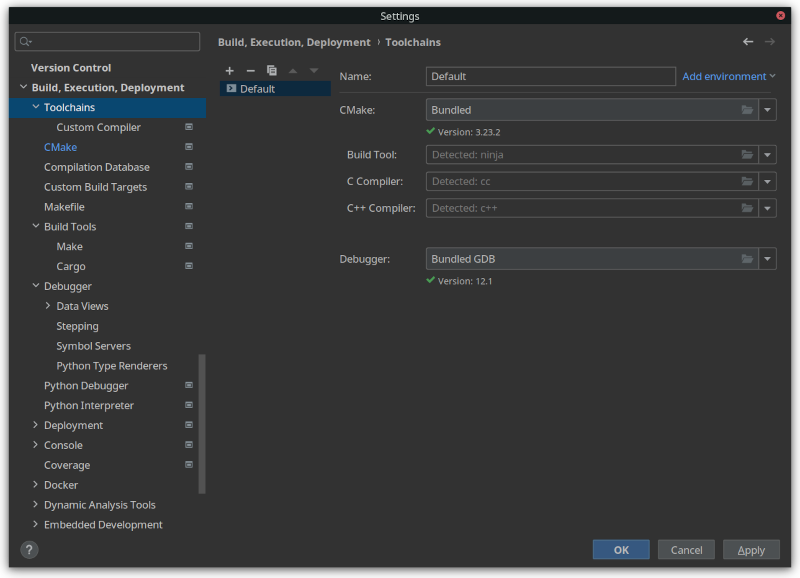 Settings
Version Control
Build, Execution, Deployment
Toolchains
Custom Compiler
CMake
Compilation Database
Custom Build Targets
Makefile
Build Tools
Make
Cargo
Debugger
Data Views
Stepping
Symbol Servers
Python Type Renderers
Python Debugger
Python Interpreter
Deployment
Console
Coverage
Docker
Dynamic Analysis Tools
Embedded Development
?
Build, Execution, Deployment › Toolchains
Default
Name: Default Add environment
CMake: Bundled
Version: 3.23.2
Build Tool: Detected: ninja
C Compiler: Detected: cc
C++ Compiler: Detected: c++
Debugger: Bundled GDB
Version: 12.1
OK Cancel Apply